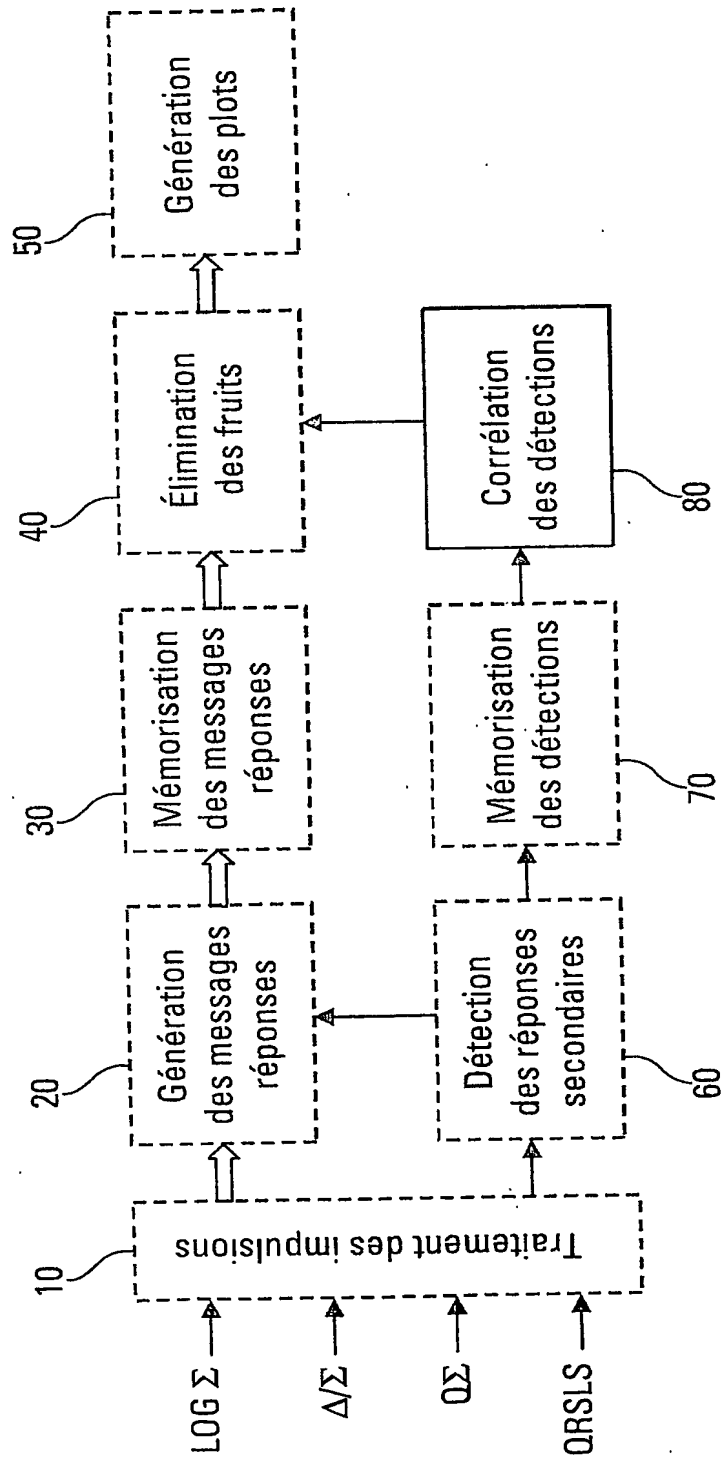 LOG Σ
Δ/Σ
QΣ
QRSLS
10
Traitement des impulsions
20
Génération
des messages
réponses
30
Mémorisation
des messages
réponses
40
Élimination
des fruits
50
Génération
des plots
Détection
des réponses
secondaires
60
Mémorisation
des détections
70
Corrélation
des détections
80